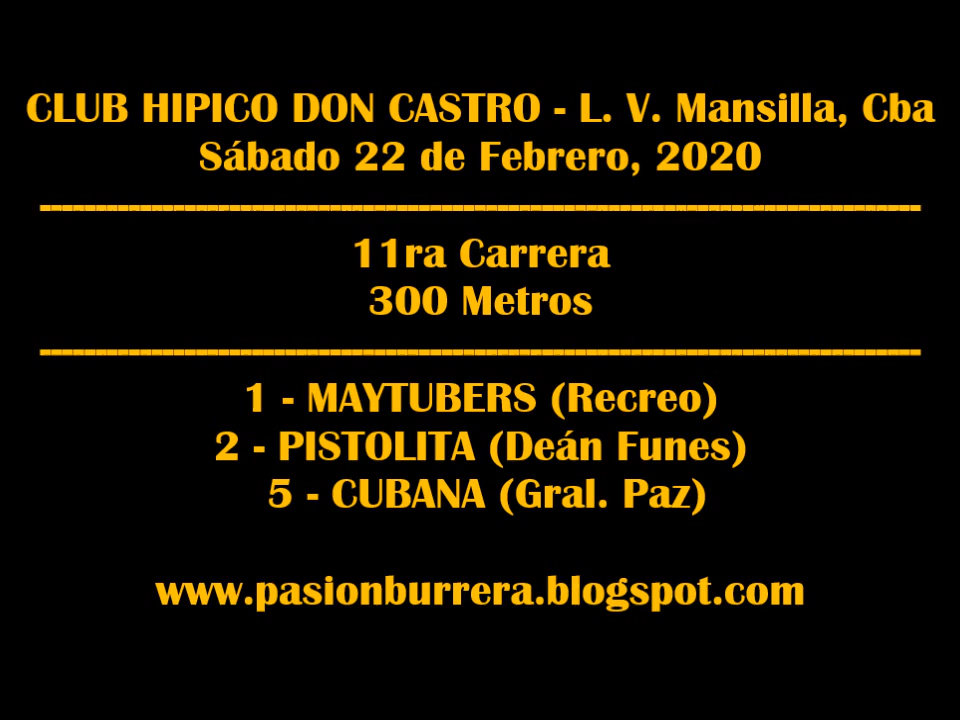 CLUB HIPICO DON CASTRO - L. V. Mansilla, Cba
Sábado 22 de Febrero, 2020
--------------------------------------------------------------------------------
11ra Carrera
300 Metros
--------------------------------------------------------------------------------
1 - MAYTUBERS (Recreo)
2 - PISTOLITA (Deán Funes)
5 - CUBANA (Gral. Paz)
www.pasionburrera.blogspot.com